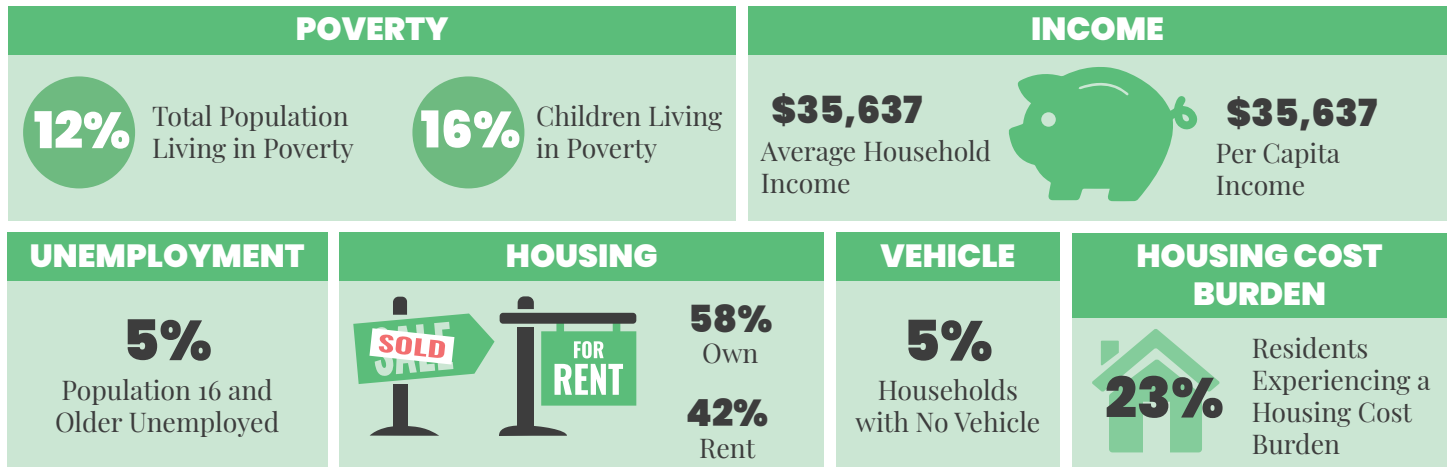 POVERTY
12%
Total Population
Living in Poverty
16%
Children Living
in Poverty
INCOME
$35,637
Average Household
Income
$35,637
Per Capita
Income
UNEMPLOYMENT
5%
Population 16 and
Older Unemployed
HOUSING
SALE
SOLD
FOR
RENT
58%
Own
42%
Rent
VEHICLE
5%
Households
with No Vehicle
HOUSING COST
BURDEN
23%
Residents
Experiencing a
Housing Cost
Burden